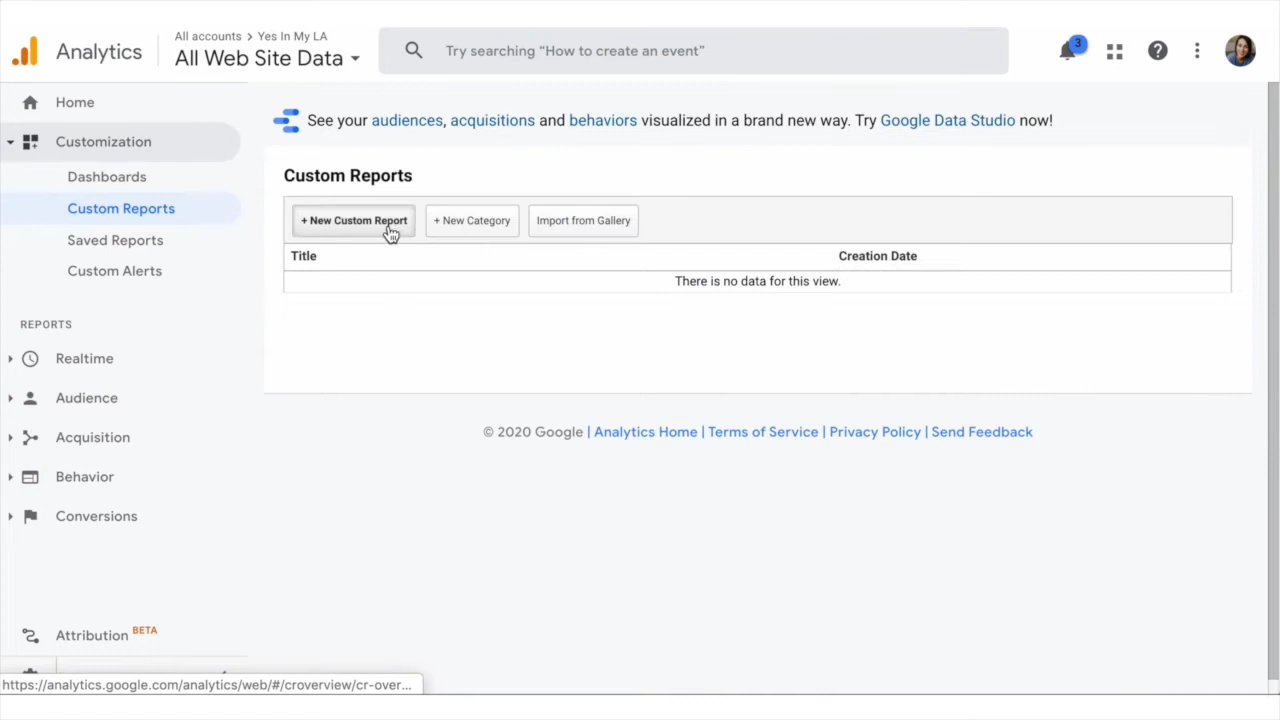 Analytics
All accounts > Yes In My LA
All Web Site Data
Try searching “How to create an event”
3
Home
Customization
Dashboards
Custom Reports
Saved Reports
Custom Alerts
REPORTS
Realtime
Audience
Acquisition
Behavior
Conversions
Attribution BETA
See your audiences, acquisitions and behaviors visualized in a brand new way. Try Google Data Studio now!
Custom Reports
+ New Custom Report
+ New Category
Import from Gallery
Title
Creation Date
There is no data for this view.
© 2020 Google | Analytics Home | Terms of Service | Privacy Policy | Send Feedback
https://analytics.google.com/analytics/web/#/croverview/cr-over...